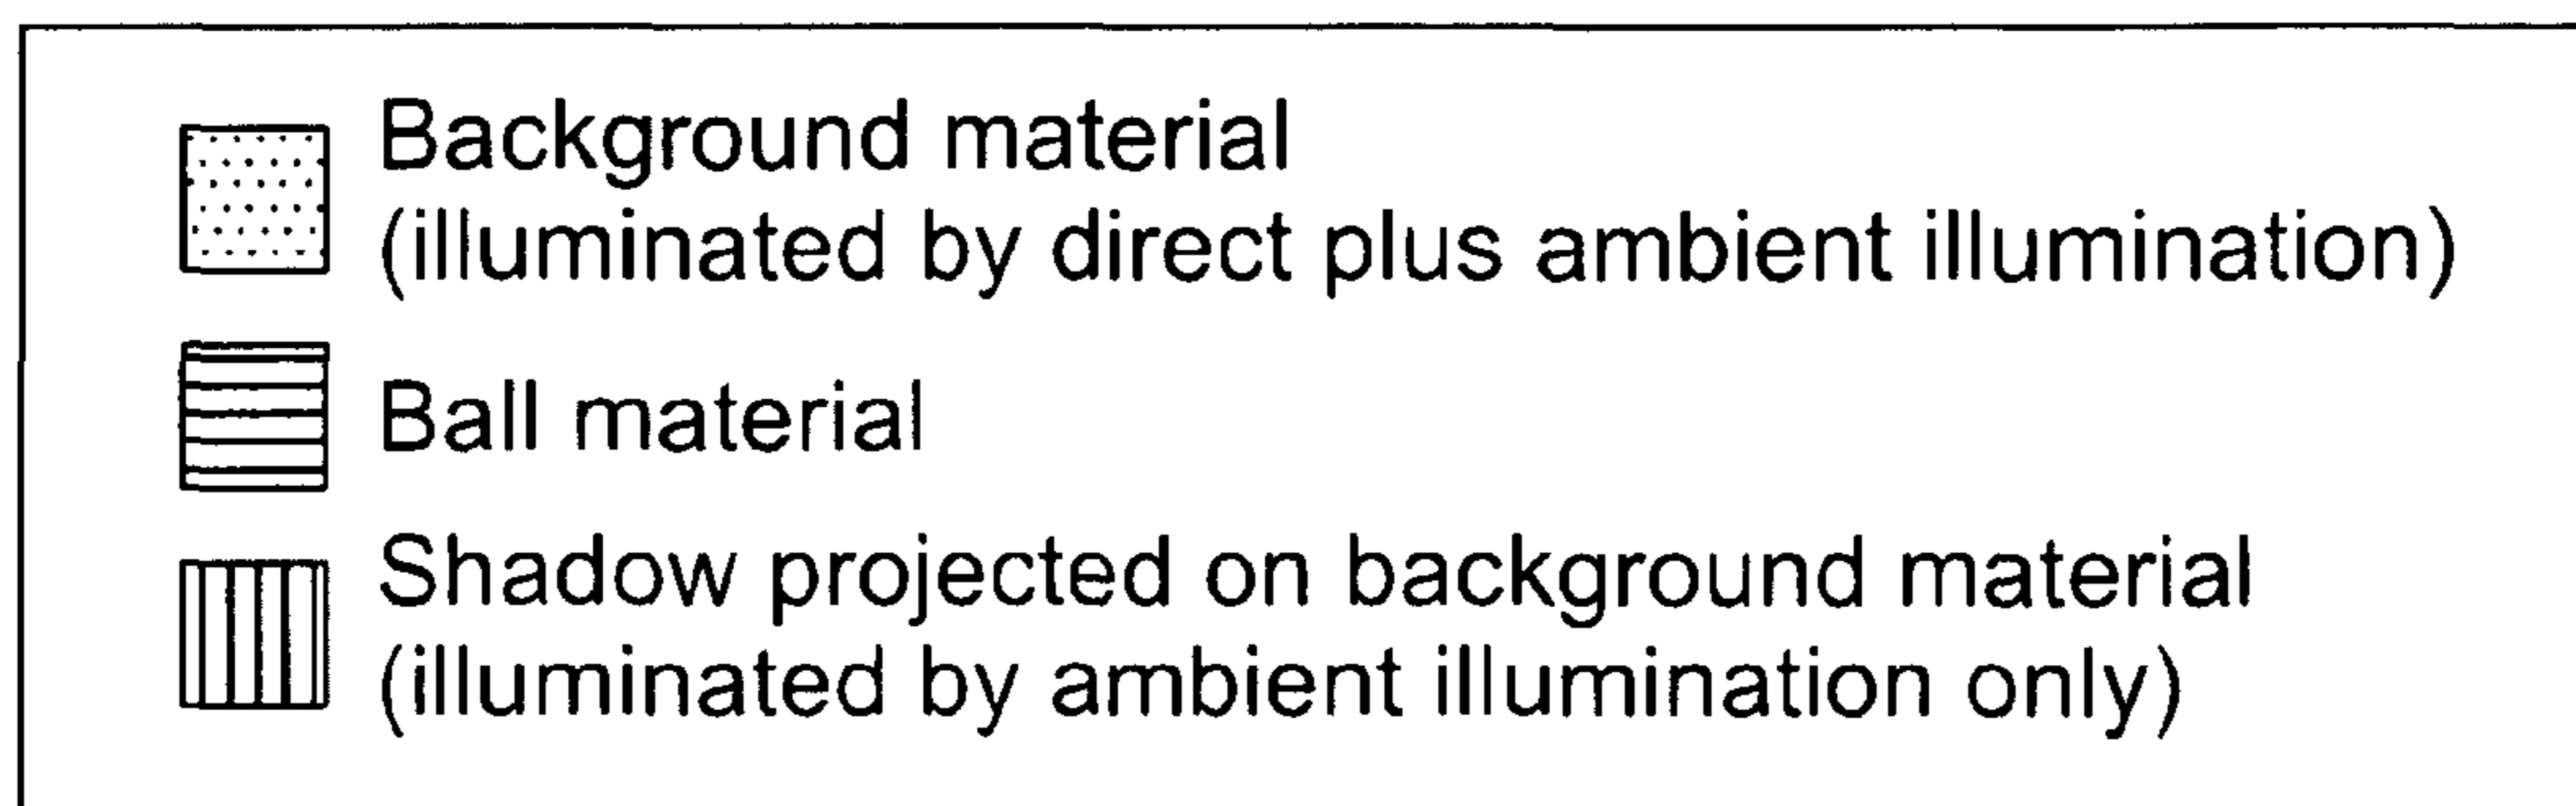 Background material
(illuminated by direct plus ambient illumination)
Ball material
Shadow projected on background material
(illuminated by ambient illumination only)